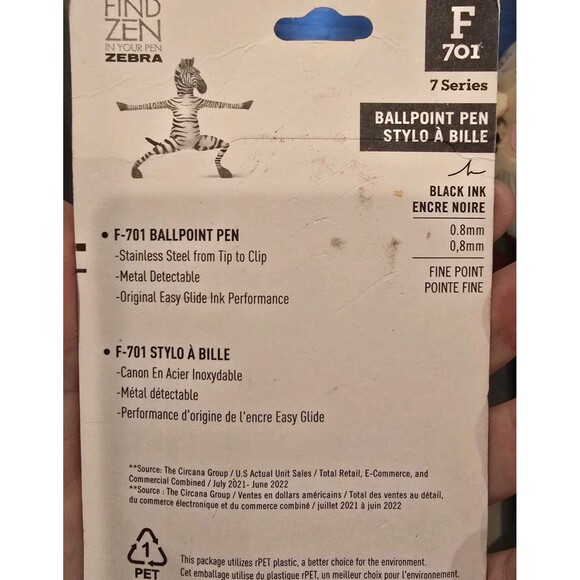 FIND
ZEN
IN YOUR PEN
ZEBRA
F
701
7 Series
BALLPOINT PEN
STYLO À BILLE
BLACK INK
ENCRE NOIRE
0.8mm
0,8mm
FINE POINT
POINTE FINE
• F-701 BALLPOINT PEN
-Stainless Steel from Tip to Clip
-Metal Detectable
-Original Easy Glide Ink Performance
• F-701 STYLO À BILLE
-Canon En Acier Inoxydable
-Métal détectable
-Performance d'origine de l'encre Easy Glide
**Source: The Circana Group / U.S Actual Unit Sales / Total Retail, E-Commerce, and
Commercial Combined / July 2021- June 2022
**Source : The Circana Group / Ventes en dollars américains / Total des ventes au détail,
du commerce électronique et du commerce combiné / juillet 2021 à juin 2022
1
PET
This package utilizes rPET plastic, a better choice for the environment.
Cet emballage utilise du plastique rPET, un meilleur choix pour l'environnement.